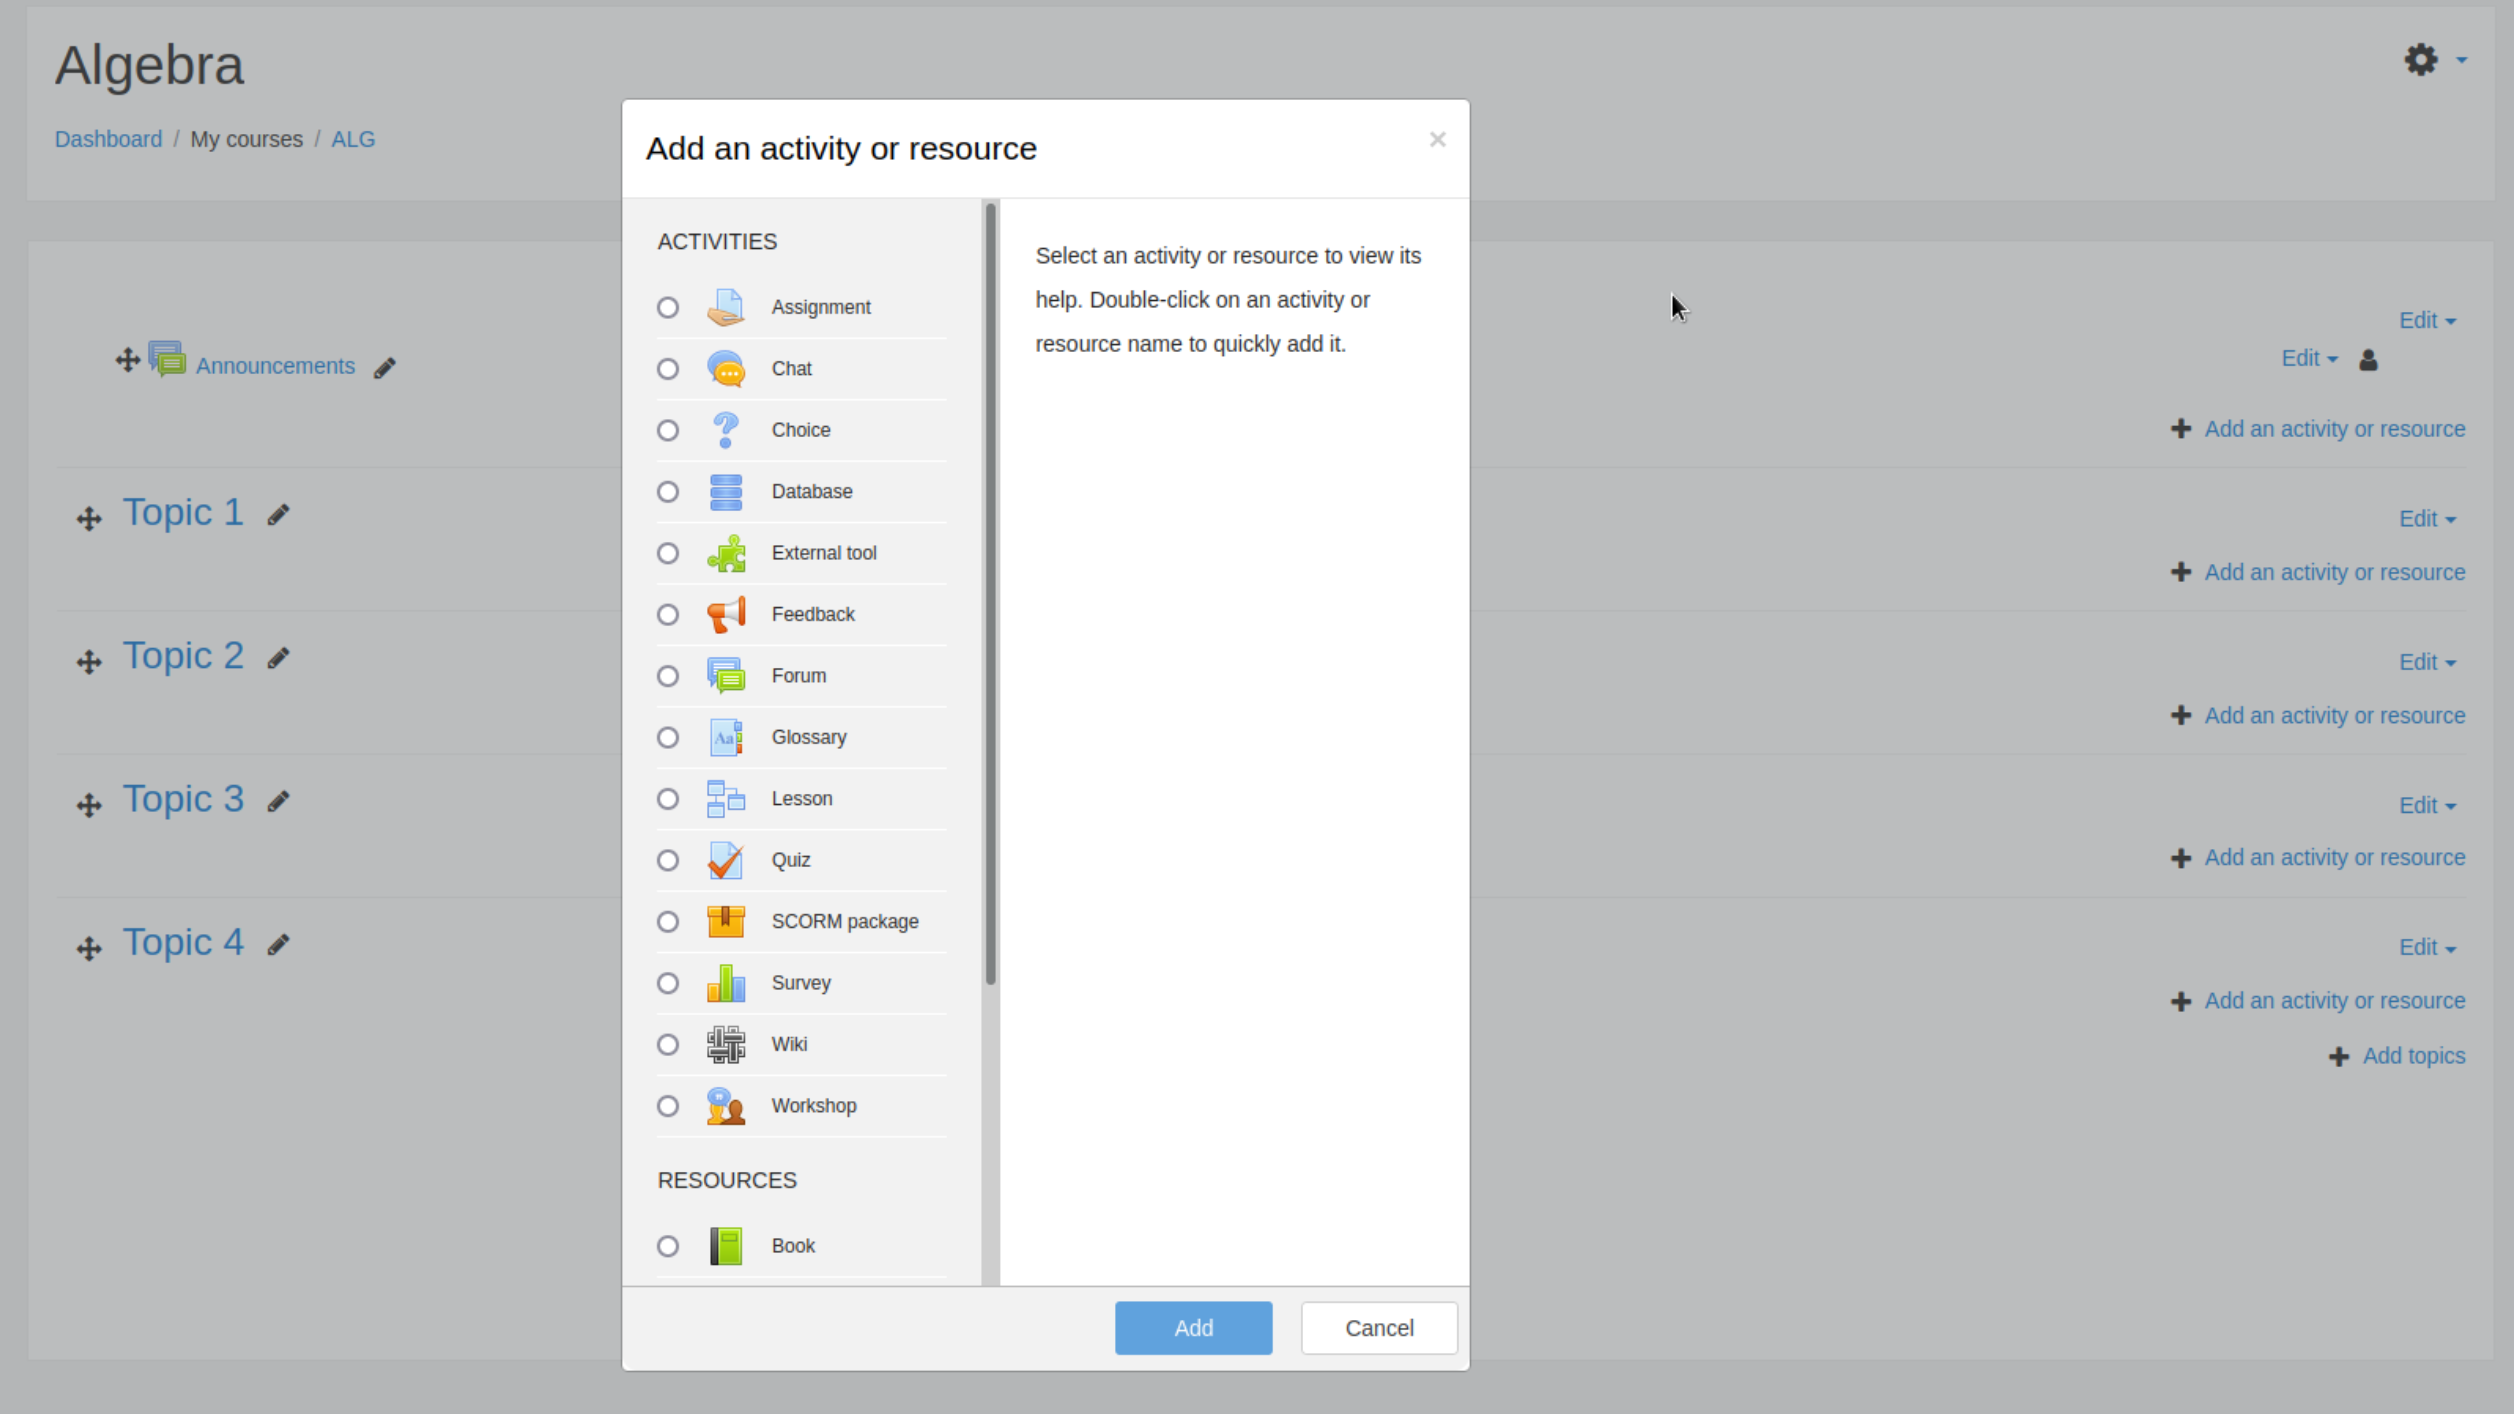 Algebra
Dashboard / My courses / ALG
Add an activity or resource ×
ACTIVITIES
Assignment
Chat
Choice
Database
External tool
Feedback
Forum
Aa Glossary
Lesson
Quiz
SCORM package
Survey
Wiki
Workshop
RESOURCES
Book
Select an activity or resource to view its
help. Double-click on an activity or
resource name to quickly add it.
Add Cancel
Edit
Announcements Edit
Add an activity or resource
Topic 1 Edit
Add an activity or resource
Topic 2 Edit
Add an activity or resource
Topic 3 Edit
Add an activity or resource
Topic 4 Edit
Add an activity or resource
Add topics